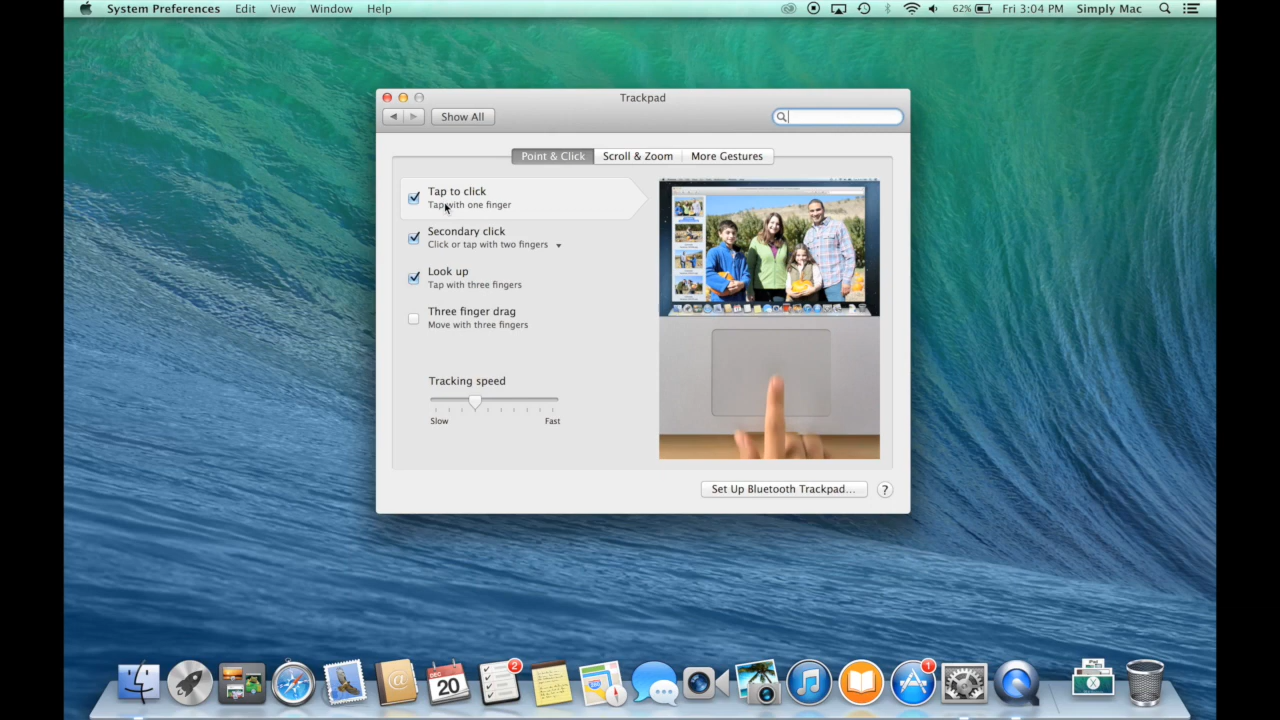 System Preferences Edit View Window Help 62% Fri 3:04 PM Simply Mac
Trackpad
Show All
Point & Click Scroll & Zoom More Gestures
Tap to click
Tap with one finger
Secondary click
Click or tap with two fingers
Look up
Tap with three fingers
Three finger drag
Move with three fingers
Tracking speed
Slow Fast
Set Up Bluetooth Trackpad... ?
2 1
DEC
20